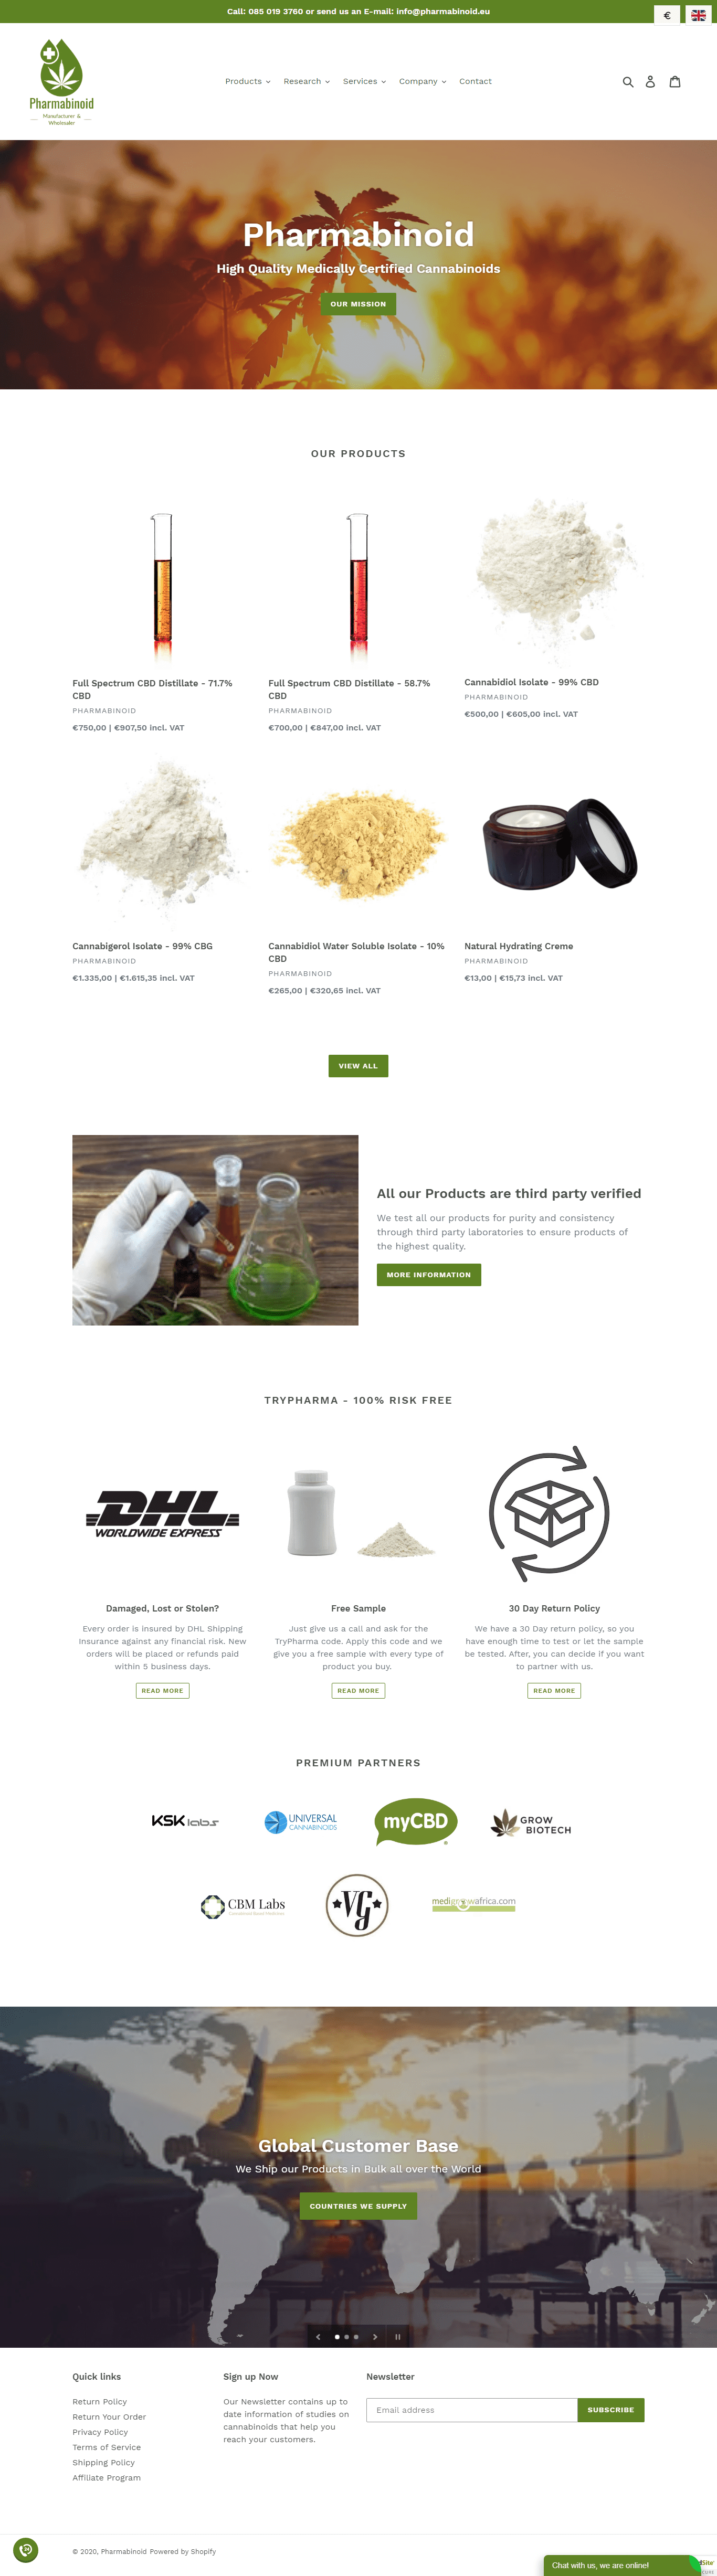 Call: 085 019 3760 or send us an E-mail: info@pharmabinoid.eu
€
Pharmabinoid
Manufacturer &
Wholesaler
Products
Research
Services
Company
Contact
Pharmabinoid
High Quality Medically Certified Cannabinoids
OUR MISSION
OUR PRODUCTS
Full Spectrum CBD Distillate - 71.7%
CBD
PHARMABINOID
€750,00 | €907,50 incl. VAT
Full Spectrum CBD Distillate - 58.7%
CBD
PHARMABINOID
€700,00 | €847,00 incl. VAT
Cannabidiol Isolate - 99% CBD
PHARMABINOID
€500,00 | €605,00 incl. VAT
Cannabigerol Isolate - 99% CBG
PHARMABINOID
€1.335,00 | €1.615,35 incl. VAT
Cannabidiol Water Soluble Isolate - 10%
CBD
PHARMABINOID
€265,00 | €320,65 incl. VAT
Natural Hydrating Creme
PHARMABINOID
€13,00 | €15,73 incl. VAT
VIEW ALL
All our Products are third party verified
We test all our products for purity and consistency
through third party laboratories to ensure products of
the highest quality.
MORE INFORMATION
TRYPHARMA - 100% RISK FREE
DHL
WORLDWIDE EXPRESS
Damaged, Lost or Stolen?
Every order is insured by DHL Shipping
Insurance against any financial risk. New
orders will be placed or refunds paid
within 5 business days.
READ MORE
Free Sample
Just give us a call and ask for the
TryPharma code. Apply this code and we
give you a free sample with every type of
product you buy.
READ MORE
30 Day Return Policy
We have a 30 Day return policy, so you
have enough time to test or let the sample
be tested. After, you can decide if you want
to partner with us.
READ MORE
PREMIUM PARTNERS
KSK labs
UNIVERSAL
CANNABINOIDS
myCBD
GROW
BIOTECH
CBM Labs
VG
medigrowafrica.com
Global Customer Base
We Ship our Products in Bulk all over the World
COUNTRIES WE SUPPLY
Quick links
Return Policy
Return Your Order
Privacy Policy
Terms of Service
Shipping Policy
Affiliate Program
Sign up Now
Our Newsletter contains up to
date information of studies on
cannabinoids that help you
reach your customers.
Newsletter
Email address
SUBSCRIBE
© 2020, Pharmabinoid Powered by Shopify
Chat with us, we are online!